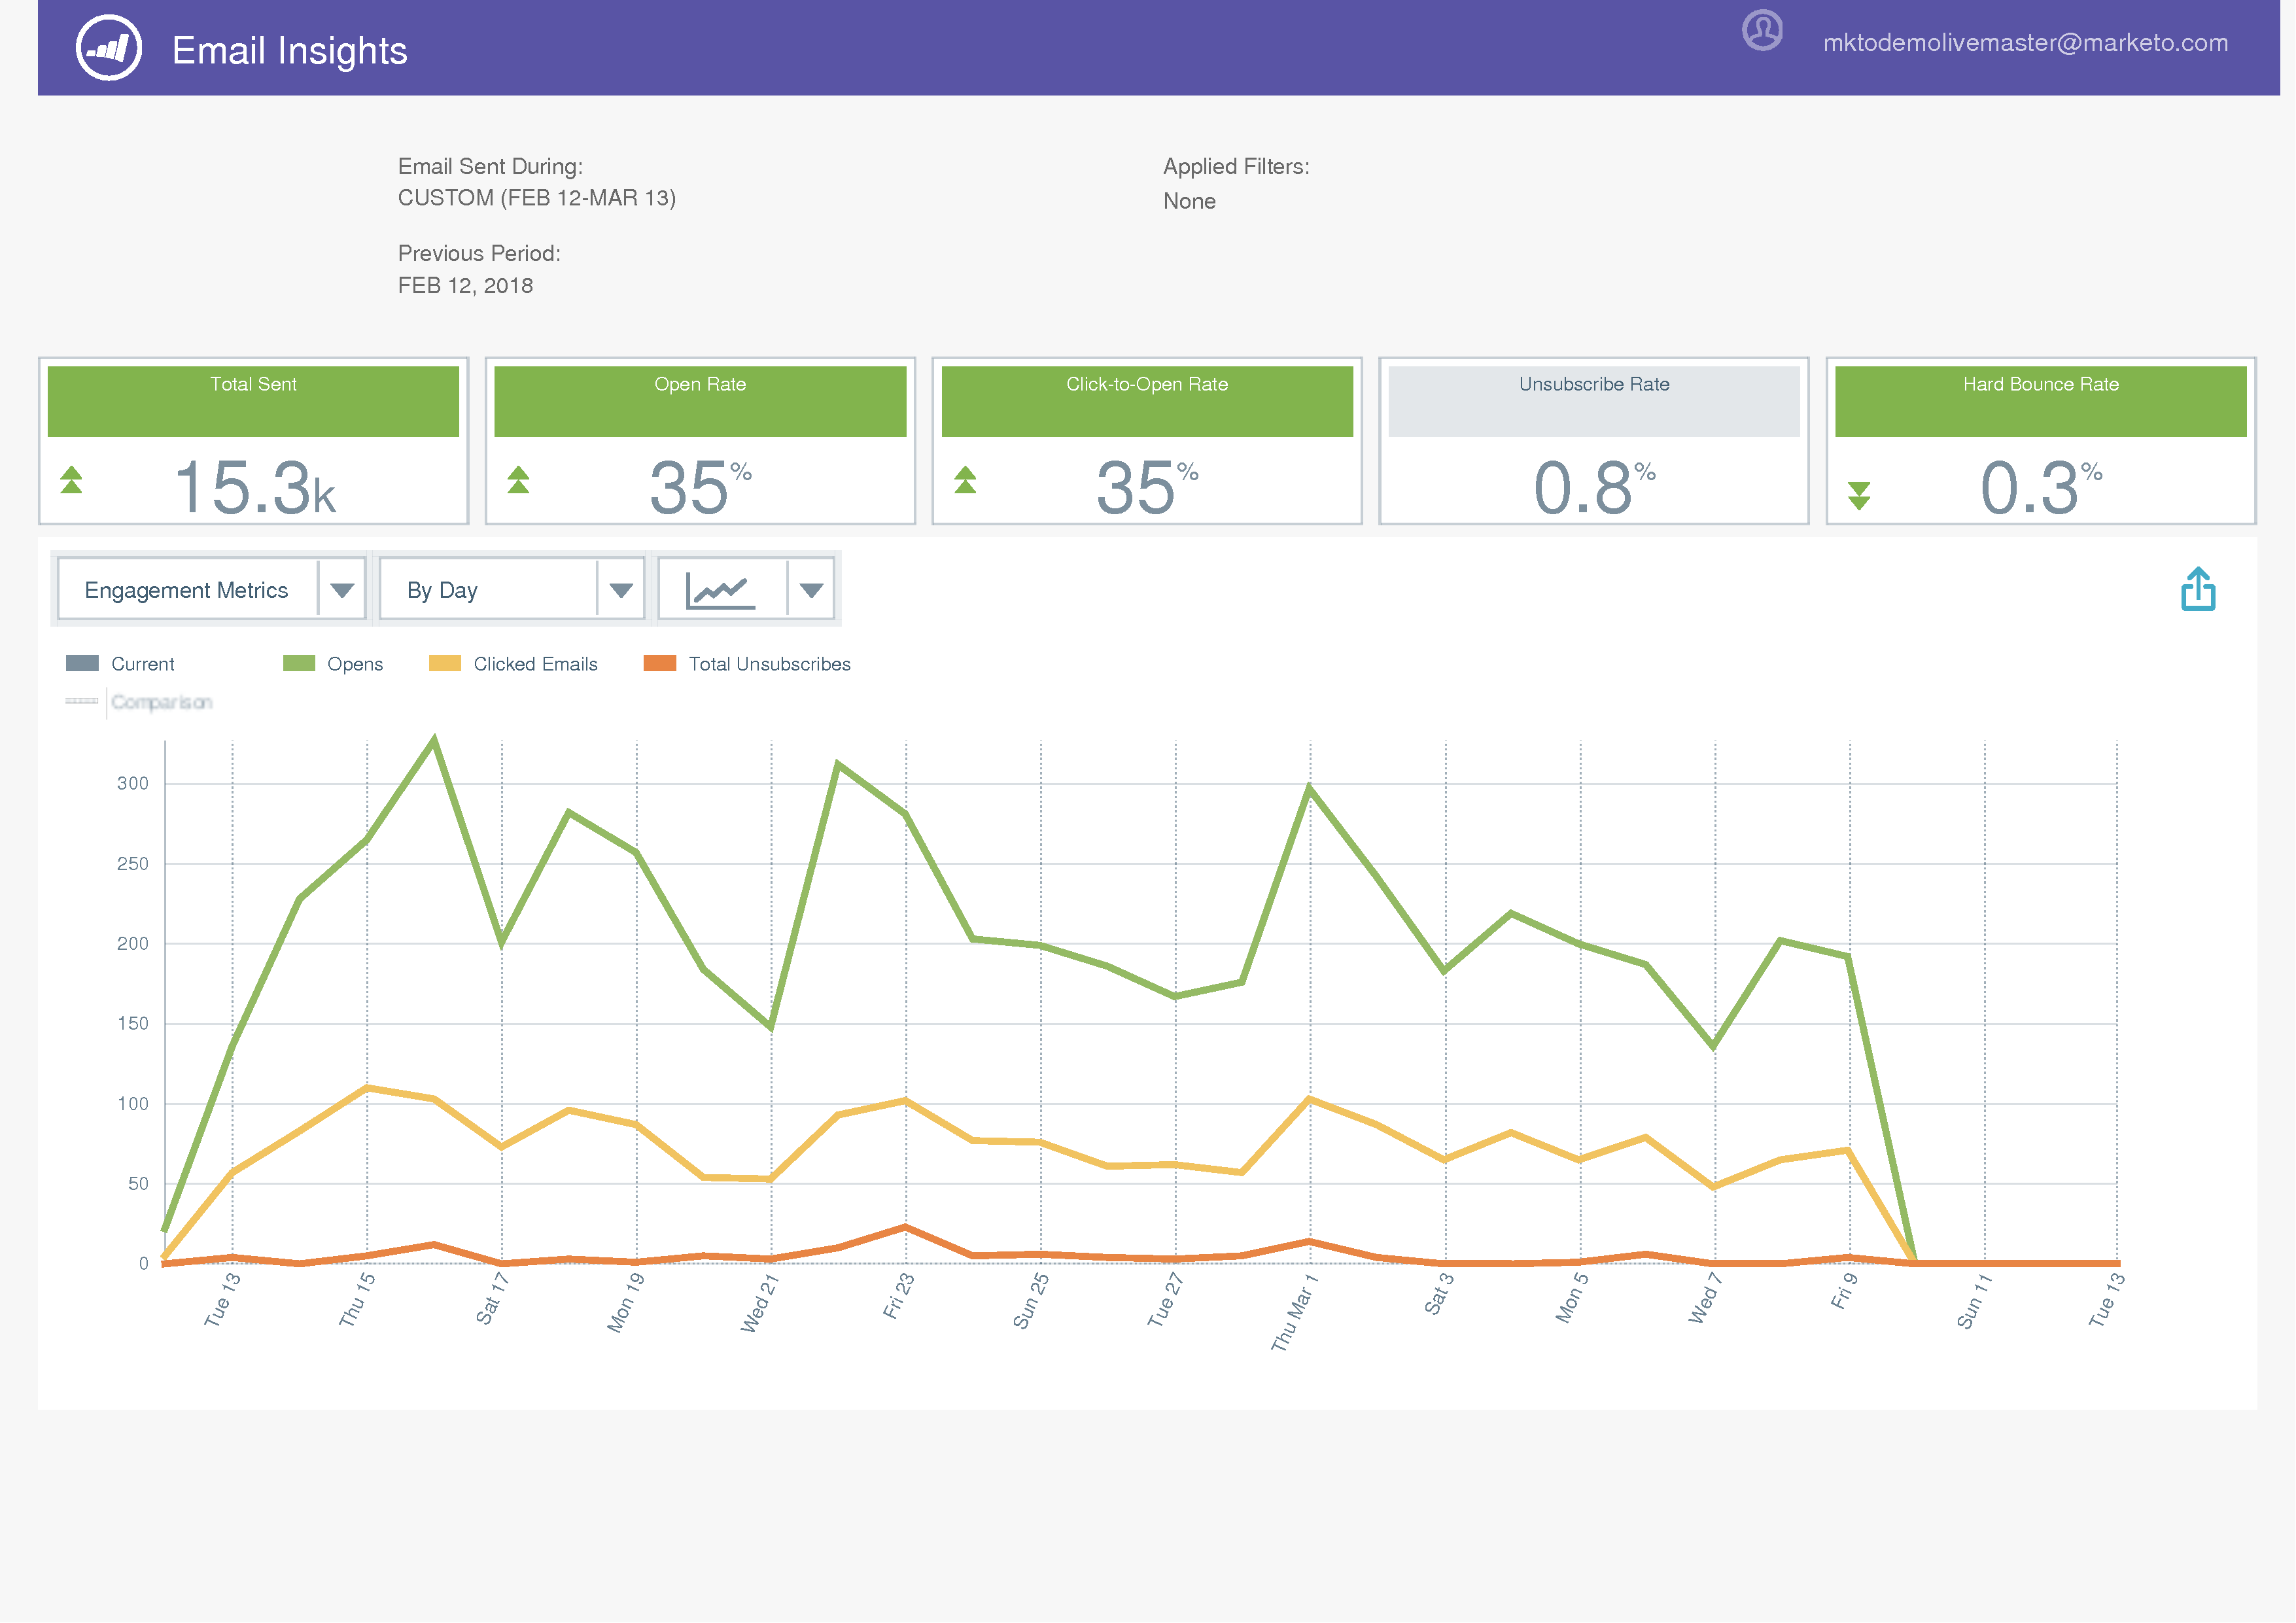 Email Insights
mktodemolivemaster@marketo.com
Email Sent During:
CUSTOM (FEB 12-MAR 13)
Applied Filters:
None
Previous Period:
FEB 12, 2018
Total Sent
15.3k
Open Rate
35%
Click-to-Open Rate
35%
Unsubscribe Rate
0.8%
Hard Bounce Rate
0.3%
Engagement Metrics
By Day
Current
Opens
Clicked Emails
Total Unsubscribes
Comparison
300
250
200
150
100
50
0
Tue 13
Thu 15
Sat 17
Mon 19
Wed 21
Fri 23
Sun 25
Tue 27
Thu Mar 1
Sat 3
Mon 5
Wed 7
Fri 9
Sun 11
Tue 13